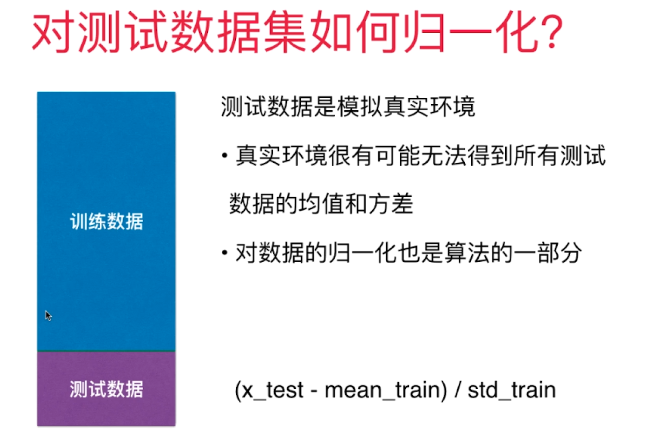 对测试数据集如何归一化?
训练数据
测试数据
测试数据是模拟真实环境
• 真实环境很有可能无法得到所有测试
数据的均值和方差
• 对数据的归一化也是算法的一部分
(x_test - mean_train) / std_train